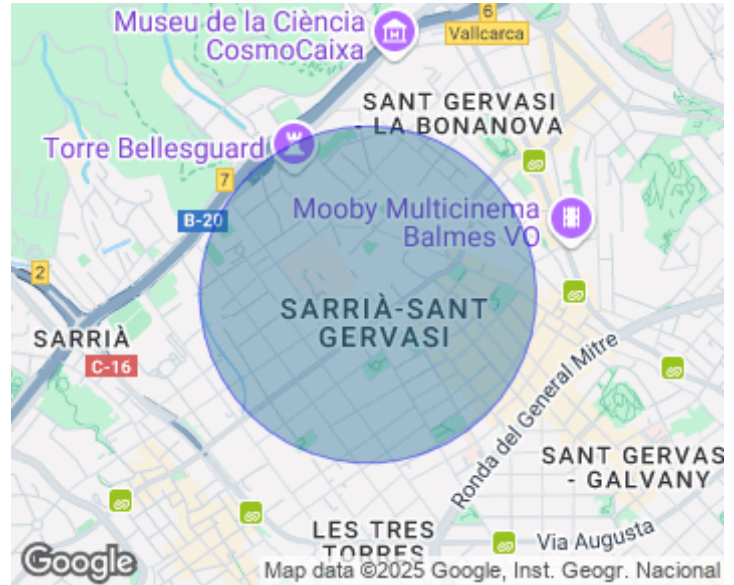 Museu de la Ciència
CosmoCaixa
6
Vallcarca
SANT GERVASI
- LA BONANOVA
Torre Bellesguard
7
B-20
Mooby Multicinema
Balmes VO
2
SARRIÀ-SANT
GERVASI
SARRIÀ
C-16
Ronda del General Mitre
SANT GERVAS
- GALVANY
LES TRES
TORRES
Via Augusta
Google
Map data ©2025 Google, Inst. Geogr. Nacional